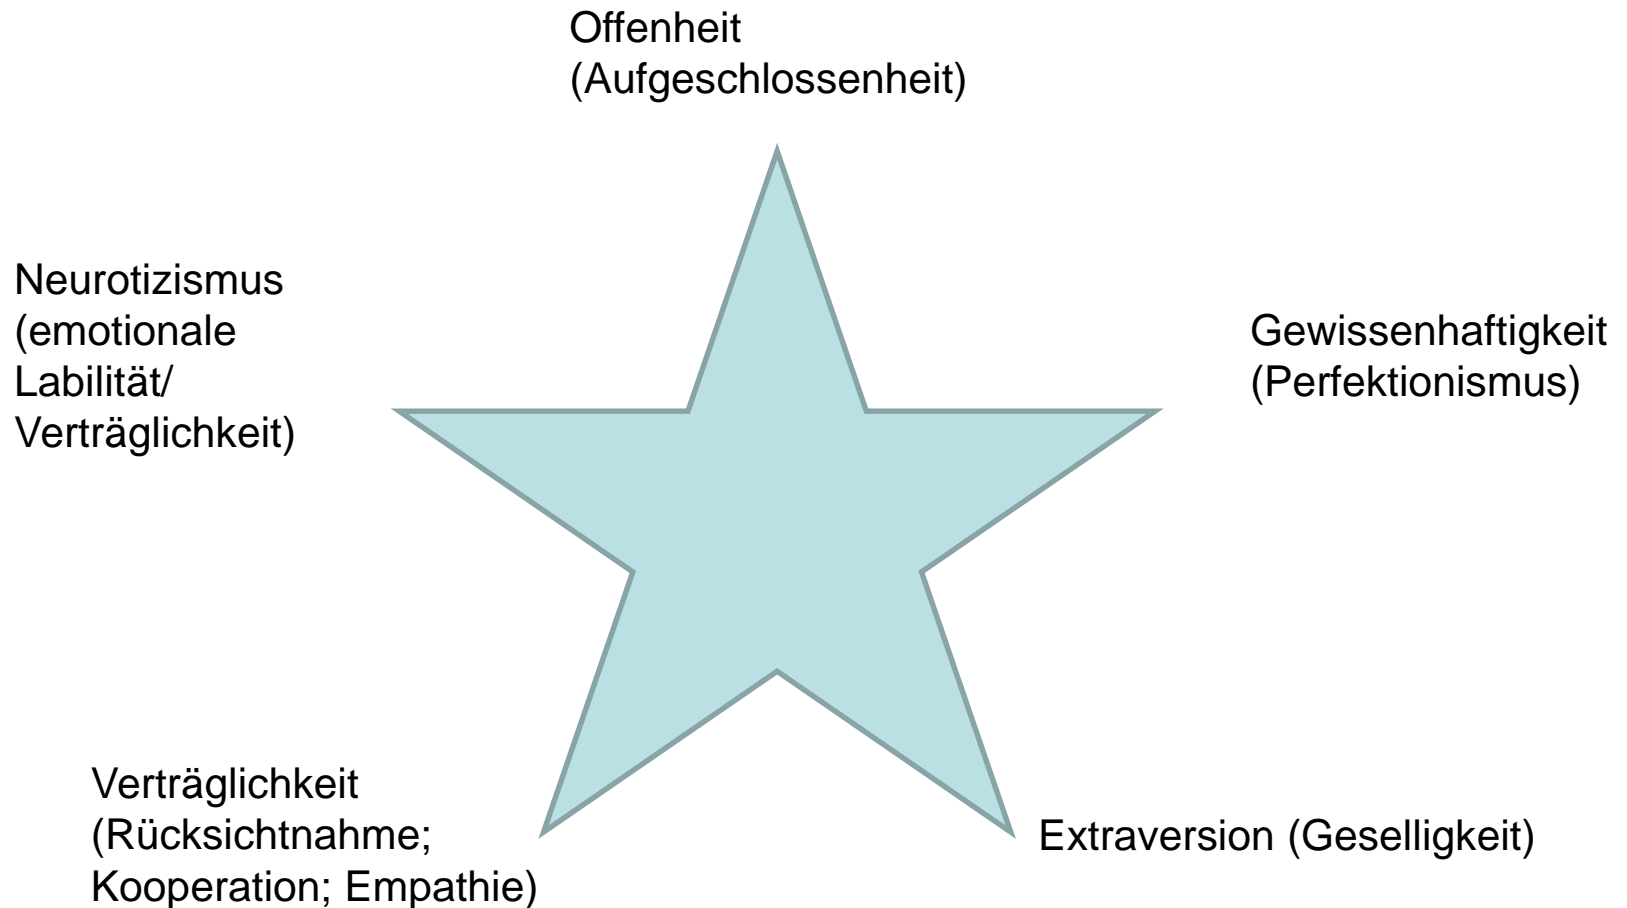 Offenheit
(Aufgeschlossenheit)
Neurotizismus
(emotionale
Labilität/
Verträglichkeit)
Gewissenhaftigkeit
(Perfektionismus)
Verträglichkeit
(Rücksichtnahme;
Kooperation; Empathie)
Extraversion (Geselligkeit)